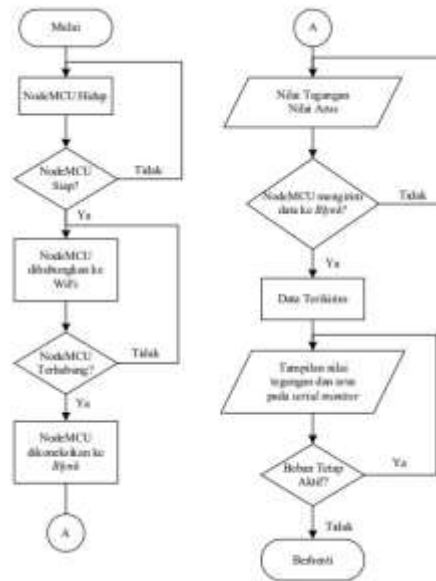 Mulai
NodeMCU Hidup
NodeMCU
Siap?
Tidak
Ya
NodeMCU
dihubungkan ke
Wifi
NodeMCU
Terhubung?
Tidak
Ya
NodeMCU
dikoneksikan ke
Blynk
A
A
Nilai Tegangan
Nilai Arus
NodeMCU mengirim
data ke Blynk?
Tidak
Ya
Data Terkirim
Tampilan nilai
tegangan dan arus
pada serial monitor
Beban Tetap
Aktif?
Ya
Tidak
Berhenti